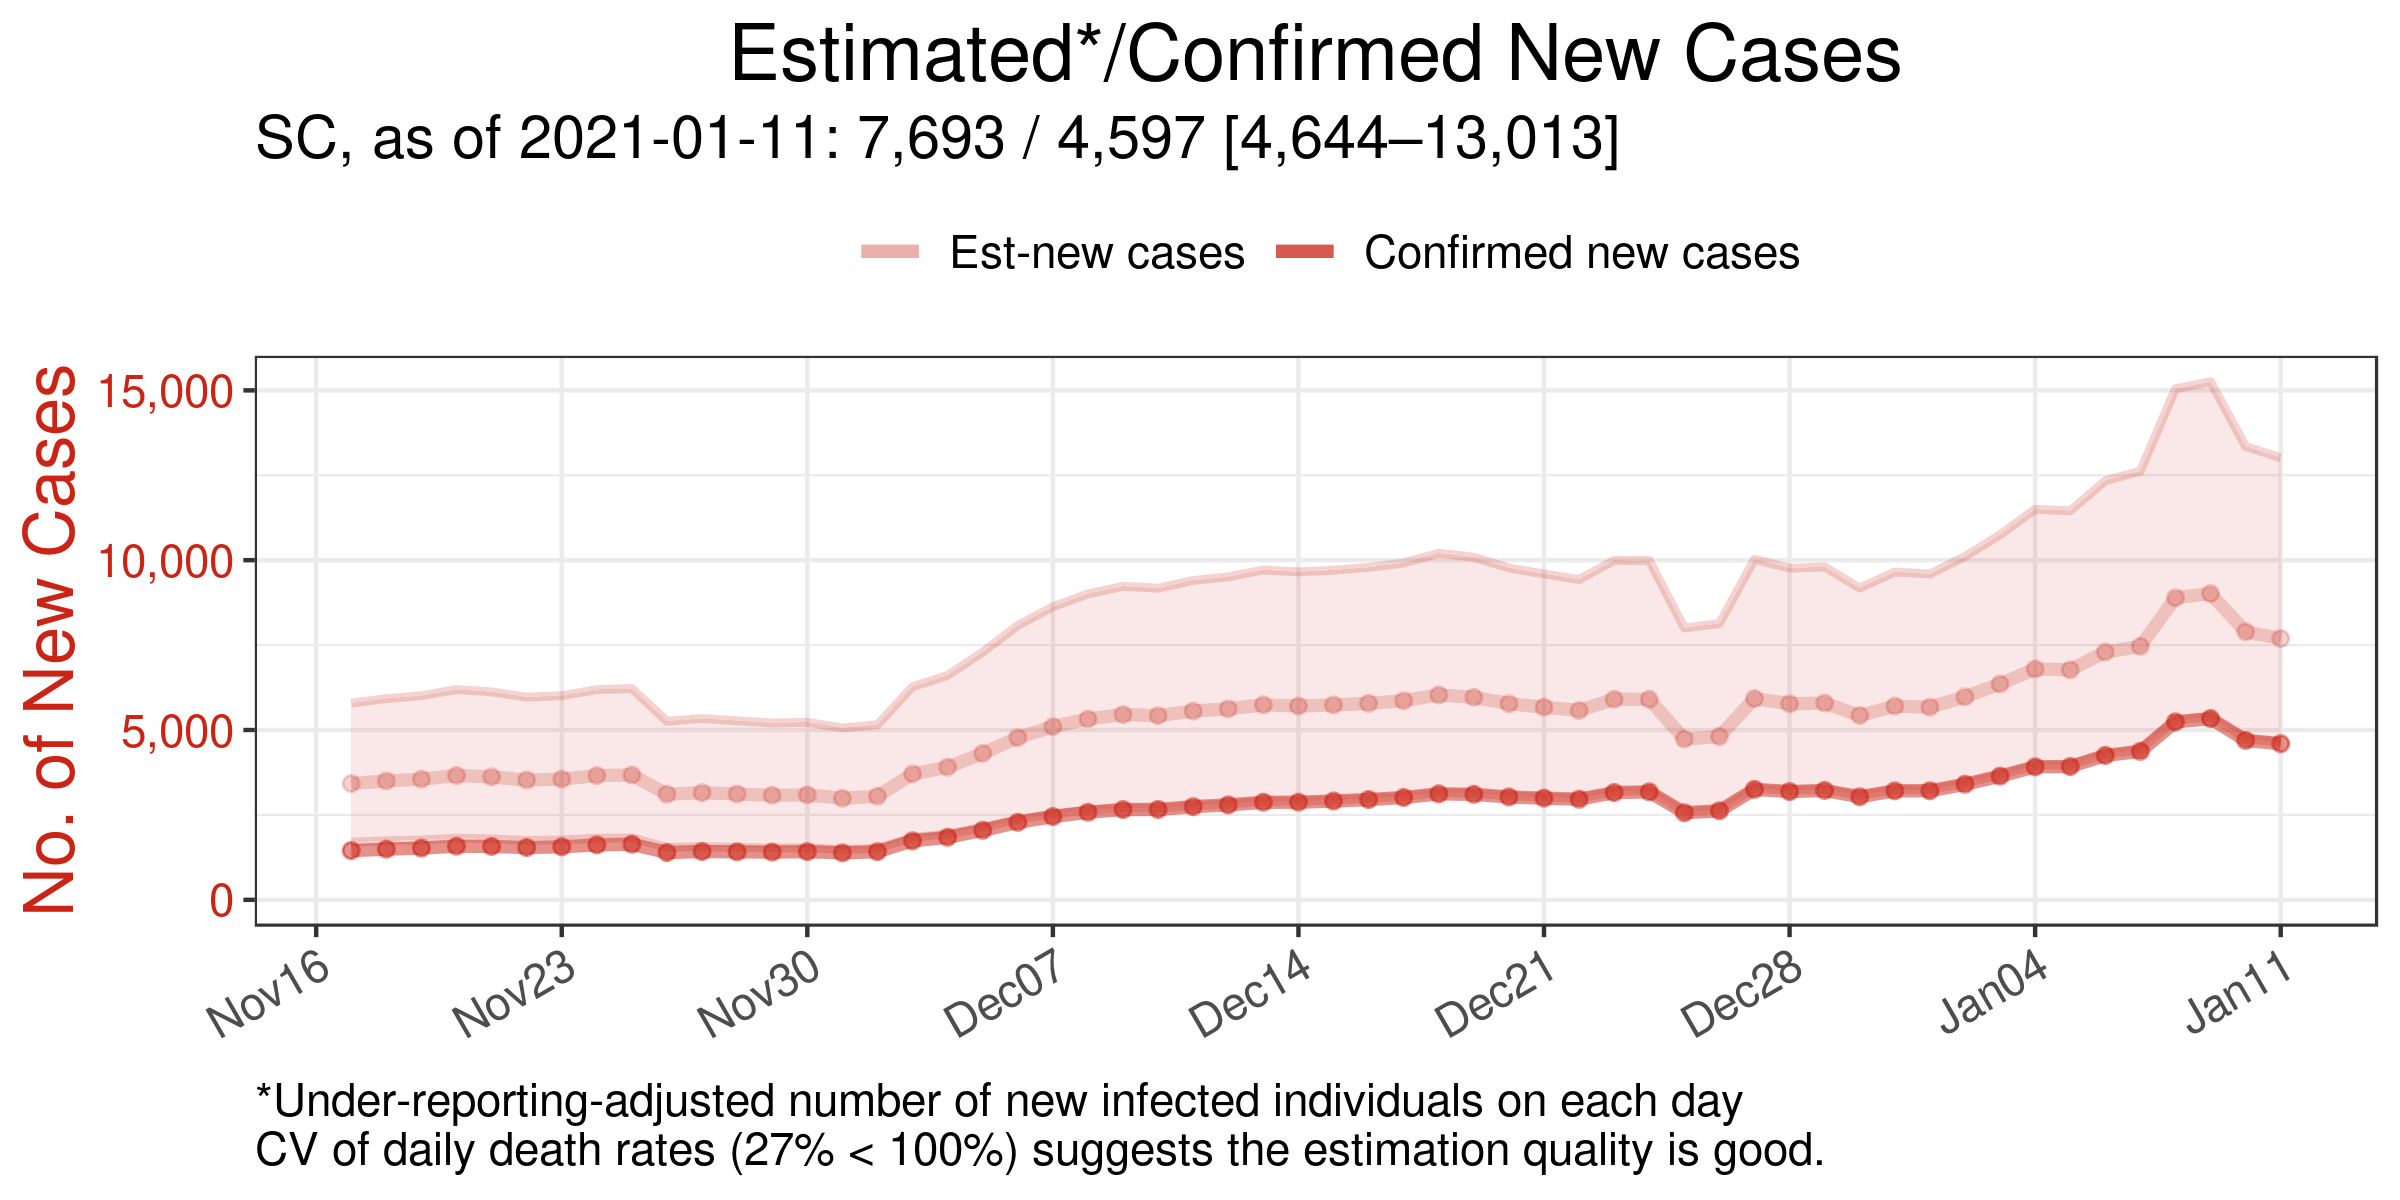 Estimated*/Confirmed New Cases
SC, as of 2021-01-11: 7,693 / 4,597 [4,644–13,013]
Est-new cases
Confirmed new cases
No. of New Cases
15,000
10,000
5,000
0
Nov16
Nov23
Nov30
Dec07
Dec14
Dec21
Dec28
Jan04
Jan11
*Under-reporting-adjusted number of new infected individuals on each day
CV of daily death rates (27% < 100%) suggests the estimation quality is good.